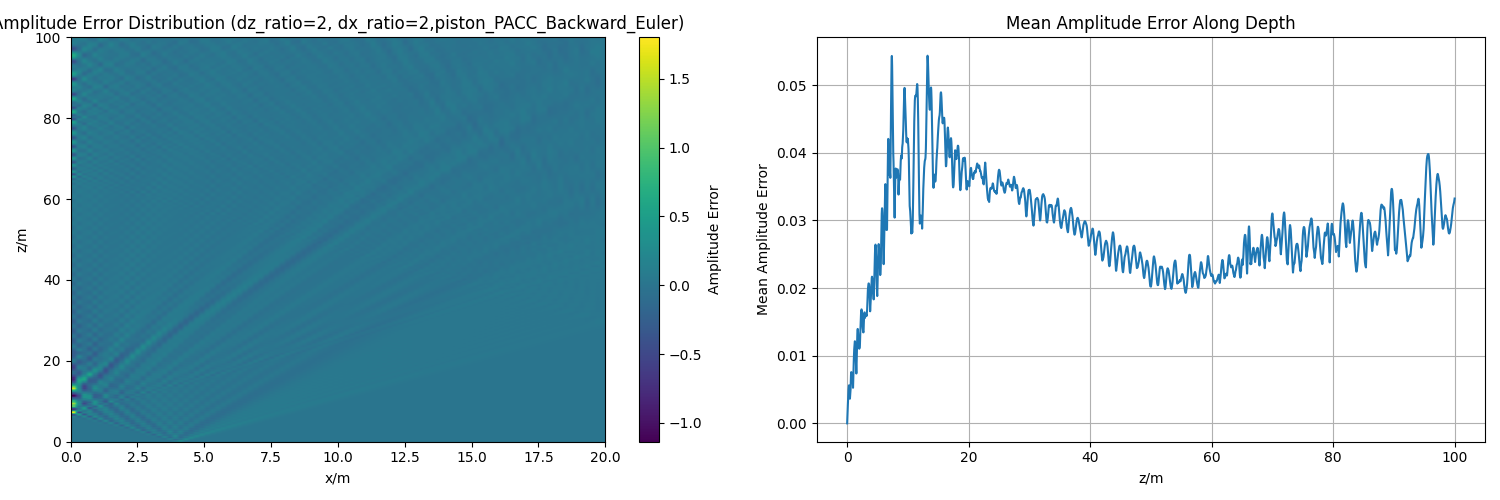 Amplitude Error Distribution (dz_ratio=2, dx_ratio=2,piston_PACC_Backward_Euler)
100
80
60
40
20
0
z/m
0.0 2.5 5.0 7.5 10.0 12.5 15.0 17.5 20.0
x/m
1.5
1.0
0.5
0.0
−0.5
−1.0
Amplitude Error
Mean Amplitude Error Along Depth
0.05
0.04
0.03
0.02
0.01
0.00
Mean Amplitude Error
0 20 40 60 80 100
z/m